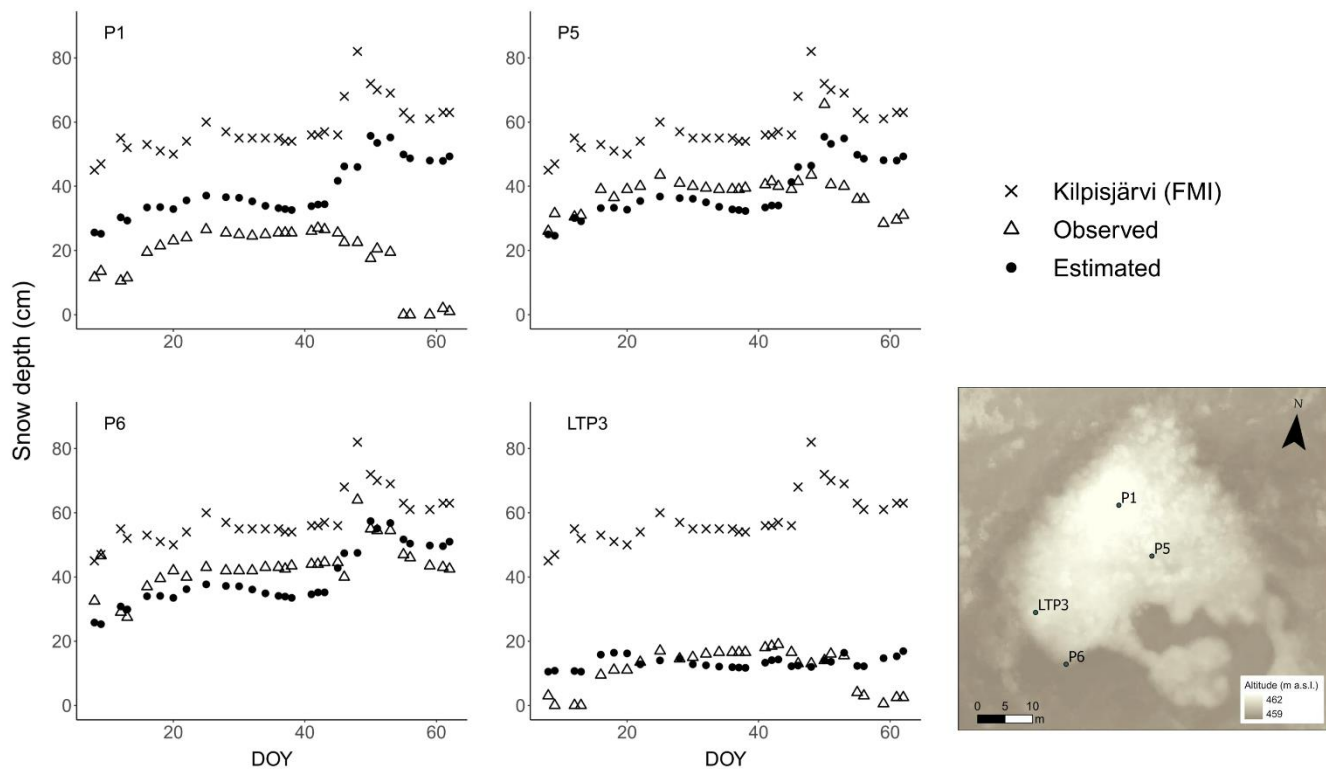 P1
P5
80
60
40
20
0
20
40
60
80
60
40
20
0
20
40
60
Kilpisjärvi (FMI)
Observed
Estimated
Snow depth (cm)
P6
LTP3
80
60
40
20
0
20
40
60
DOY
80
60
40
20
0
20
40
60
DOY
N
P1
P5
LTP3
P6
0 5 10
m
Altitude (m a.s.l.)
462
459